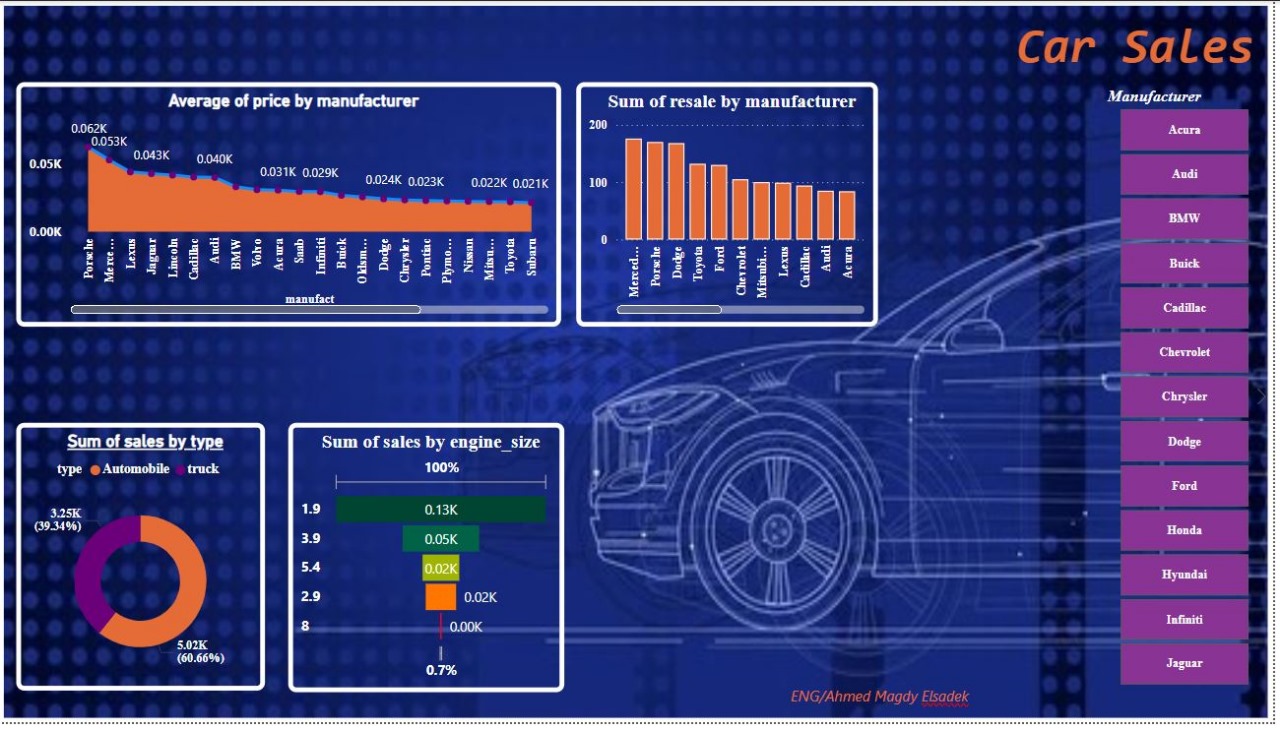 Car Sales
Average of price by manufacturer
0.062K
0.053K
0.043K
0.040K
0.031K
0.029K
0.024K
0.023K
0.022K
0.021K
0.05K
0.00K
Porsche
Merce...
Lexus
Jaguar
Lincoln
Cadillac
Audi
BMW
Volvo
Acura
Saab
Infiniti
Buick
Oldsm...
Dodge
Chrysler
Pontiac
Plymo...
Nissan
Mitsu...
Toyota
Subaru
manufact
Sum of resale by manufacturer
200
100
0
Merced...
Porsche
Dodge
Toyota
Ford
Chevrolet
Mitsubi...
Lexus
Cadillac
Audi
Acura
Manufacturer
Acura
Audi
BMW
Buick
Cadillac
Chevrolet
Chrysler
Dodge
Ford
Honda
Hyundai
Infiniti
Jaguar
Sum of sales by type
type Automobile truck
3.25K
(39.34%)
5.02K
(60.66%)
Sum of sales by engine_size
100%
1.9 0.13K
3.9 0.05K
5.4 0.02K
2.9 0.02K
8 0.00K
0.7%
ENG/Ahmed Magdy Elsadek